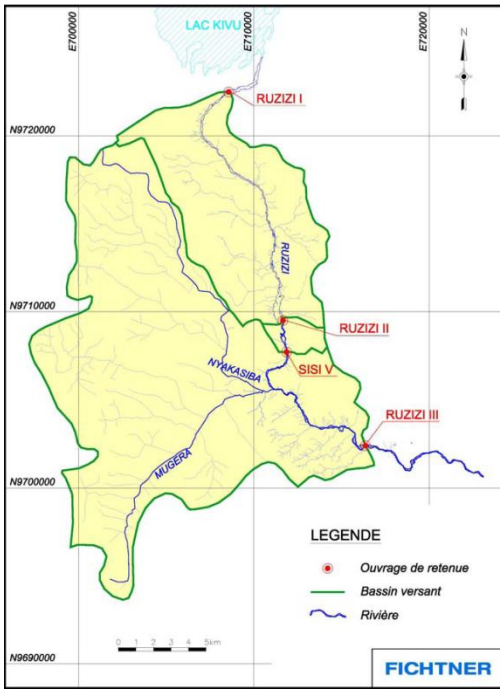 E700000
E710000
E720000
LAC KIVU
N
RUZIZI I
N9720000
RUZIZI
N9710000
RUZIZI II
SISI V
NYAKASIBA
RUZIZI III
MUGERA
N9700000
LEGENDE
Ouvrage de retenue
Bassin versant
Rivière
0 1 2 3 4 5km
N9690000
FICHTNER